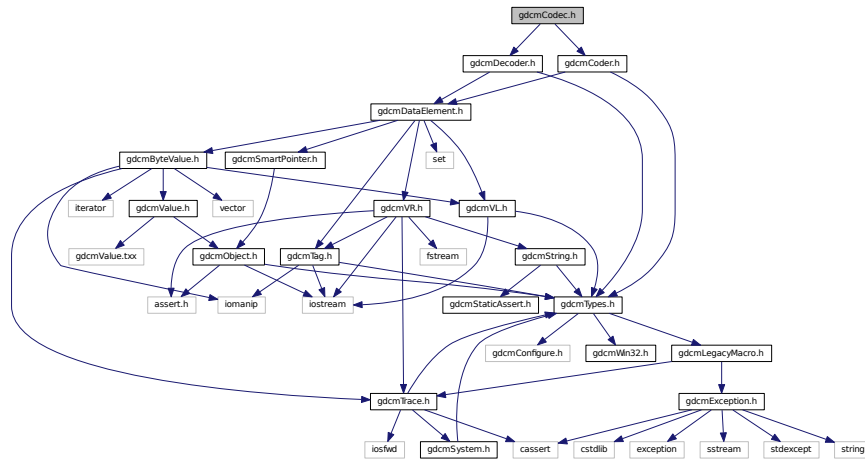 gdcmCodec.h
gdcmDecoder.h
gdcmCoder.h
gdcmDataElement.h
gdcmByteValue.h
gdcmSmartPointer.h
set
iterator
gdcmValue.h
vector
gdcmVR.h
gdcmVL.h
gdcmValue.txx
gdcmObject.h
gdcmTag.h
fstream
gdcmString.h
assert.h
iomanip
iostream
gdcmStaticAssert.h
gdcmTypes.h
gdcmConfigure.h
gdcmWin32.h
gdcmLegacyMacro.h
gdcmTrace.h
gdcmException.h
iosfwd
gdcmSystem.h
cassert
cstdlib
exception
sstream
stdexcept
string